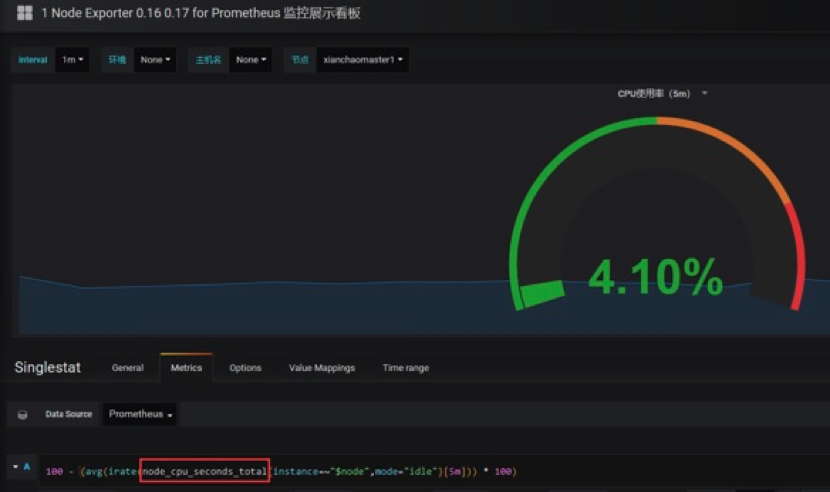 1 Node Exporter 0.16 0.17 for Prometheus 监控展示看板
interval 1m 环境 None 主机名 None 节点 xianchaomaster1
CPU使用率（5m）
4.10%
Singlestat General Metrics Options Value Mappings Time range
Data Source Prometheus
A 100 - (avg(irate(node_cpu_seconds_total{instance=~"$node",mode="idle"}[5m])) * 100)